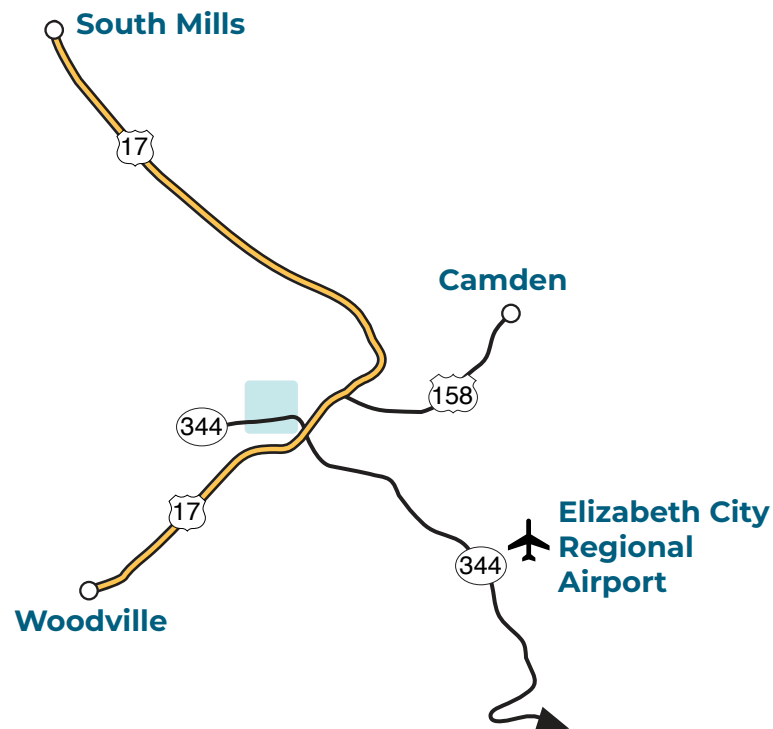 South Mills
17
Camden
158
344
17
Elizabeth City
Regional
Airport
344
Woodville